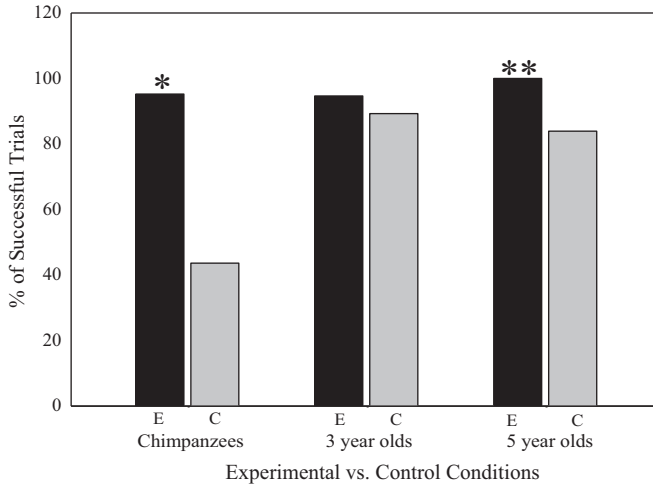 120
100
80
60
40
20
0
% of Successful Trials
*
**
E C E C E C
Chimpanzees 3 year olds 5 year olds
Experimental vs. Control Conditions